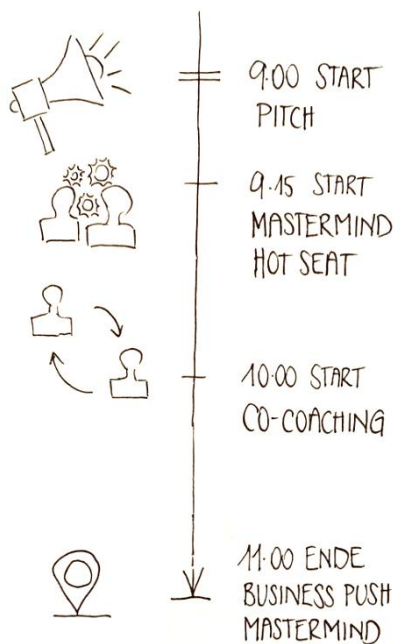 9:00 START
PITCH
9.15 START
MASTERMIND
HOT SEAT
10:00 START
CO-COACHING
11:00 ENDE
BUSINESS PUSH
MASTERMIND